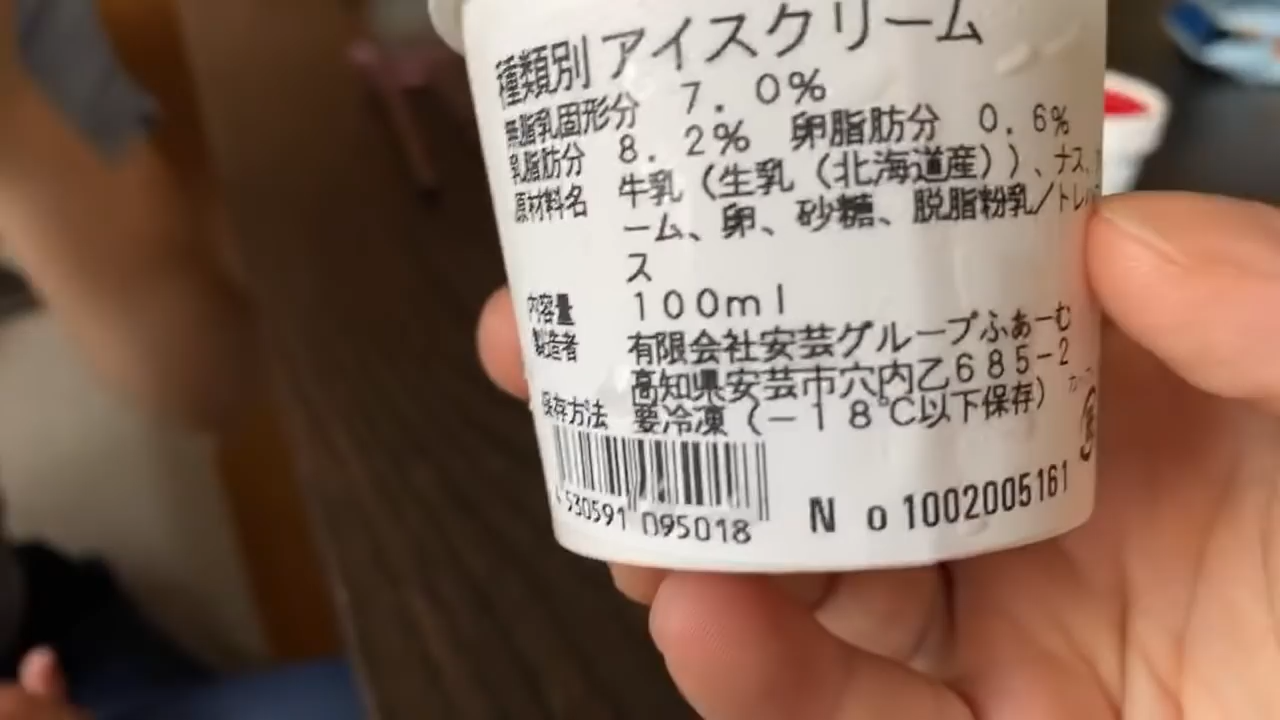 種類別 アイスクリーム
無脂乳固形分 7.0%
乳脂肪分 8.2% 卵脂肪分 0.6%
原材料名 牛乳(生乳(北海道産))、ナス、
ーム、卵、砂糖、脱脂粉乳/トレハ
ス
内容量 100ml
製造者 有限会社安芸グループふぁーむ
高知県安芸市穴内乙685-2
保存方法 要冷凍(-18℃以下保存)
4 530591 095018
No 1002005161